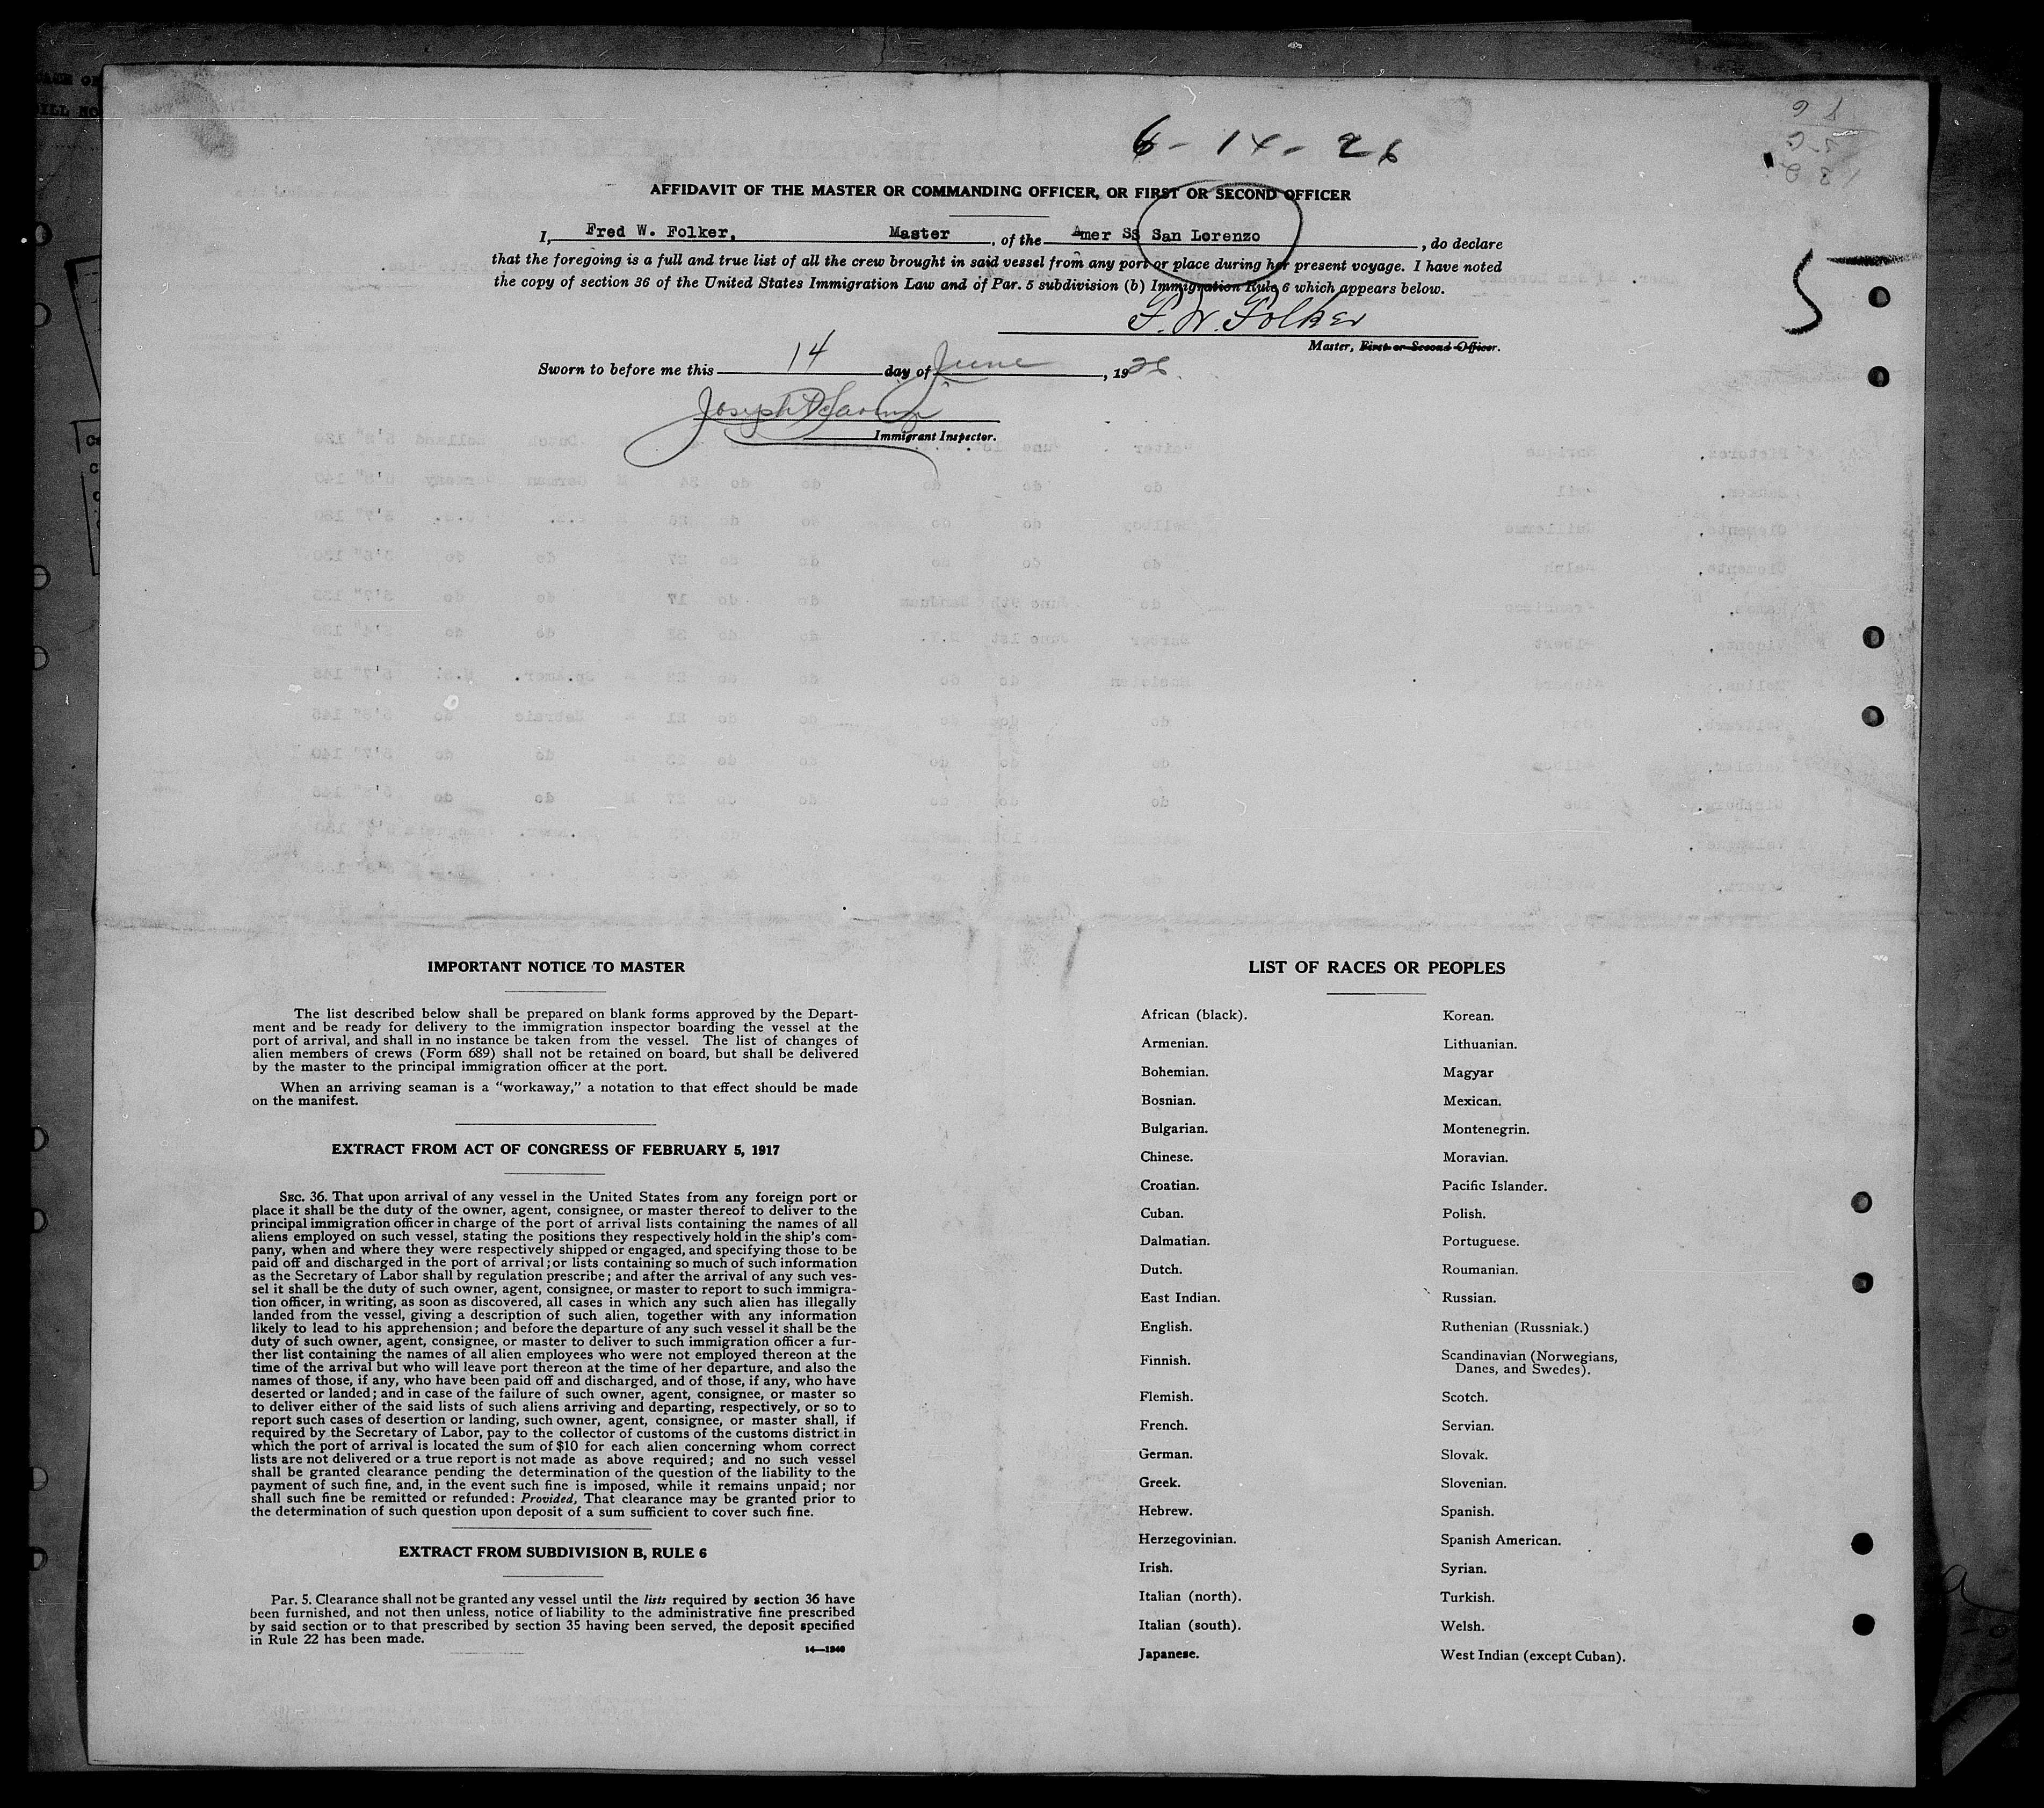 6 - 14 - 26
AFFIDAVIT OF THE MASTER OR COMMANDING OFFICER, OR FIRST OR SECOND OFFICER
I, Fred W. Folker, Master, of the Amer SS San Lorenzo, do declare
that the foregoing is a full and true list of all the crew brought in said vessel from any port or place during her present voyage. I have noted
the copy of section 36 of the United States Immigration Law and of Par. 5 subdivision (b) Immigration Rule 6 which appears below.
5
F. W. Folker
Master, First or Second Officer.
Sworn to before me this 14 day of June, 1926.
Joseph
Immigrant Inspector.
IMPORTANT NOTICE TO MASTER
The list described below shall be prepared on blank forms approved by the Depart-
ment and be ready for delivery to the immigration inspector boarding the vessel at the
port of arrival, and shall in no instance be taken from the vessel. The list of changes of
alien members of crews (Form 689) shall not be retained on board, but shall be delivered
by the master to the principal immigration officer at the port.
When an arriving seaman is a "workaway," a notation to that effect should be made
on the manifest.
EXTRACT FROM ACT OF CONGRESS OF FEBRUARY 5, 1917
SEC. 36. That upon arrival of any vessel in the United States from any foreign port or
place it shall be the duty of the owner, agent, consignee, or master thereof to deliver to the
principal immigration officer in charge of the port of arrival lists containing the names of all
aliens employed on such vessel, stating the positions they respectively hold in the ship's com-
pany, when and where they were respectively shipped or engaged, and specifying those to be
paid off and discharged in the port of arrival; or lists containing so much of such information
as the Secretary of Labor shall by regulation prescribe; and after the arrival of any such ves-
sel it shall be the duty of such owner, agent, consignee, or master to report to such immigra-
tion officer, in writing, as soon as discovered, all cases in which any such alien has illegally
landed from the vessel, giving a description of such alien, together with any information
likely to lead to his apprehension; and before the departure of any such vessel it shall be the
duty of such owner, agent, consignee, or master to deliver to such immigration officer a fur-
ther list containing the names of all alien employees who were not employed thereon at the
time of the arrival but who will leave port thereon at the time of her departure, and also the
names of those, if any, who have been paid off and discharged, and of those, if any, who have
deserted or landed; and in case of the failure of such owner, agent, consignee, or master so
to deliver either of the said lists of such aliens arriving and departing, respectively, or so to
report such cases of desertion or landing, such owner, agent, consignee, or master shall, if
required by the Secretary of Labor, pay to the collector of customs of the customs district in
which the port of arrival is located the sum of $10 for each alien concerning whom correct
lists are not delivered or a true report is not made as above required; and no such vessel
shall be granted clearance pending the determination of the question of the liability to the
payment of such fine, and, in the event such fine is imposed, while it remains unpaid; nor
shall such fine be remitted or refunded: Provided, That clearance may be granted prior to
the determination of such question upon deposit of a sum sufficient to cover such fine.
EXTRACT FROM SUBDIVISION B, RULE 6
Par. 5. Clearance shall not be granted any vessel until the lists required by section 36 have
been furnished, and not then unless, notice of liability to the administrative fine prescribed
by said section or to that prescribed by section 35 having been served, the deposit specified
in Rule 22 has been made.
14—1240
LIST OF RACES OR PEOPLES
African (black).
Armenian.
Bohemian.
Bosnian.
Bulgarian.
Chinese.
Croatian.
Cuban.
Dalmatian.
Dutch.
East Indian.
English.
Finnish.
Flemish.
French.
German.
Greek.
Hebrew.
Herzegovinian.
Irish.
Italian (north).
Italian (south).
Japanese.
Korean.
Lithuanian.
Magyar
Mexican.
Montenegrin.
Moravian.
Pacific Islander.
Polish.
Portuguese.
Roumanian.
Russian.
Ruthenian (Russniak.)
Scandinavian (Norwegians,
Danes, and Swedes).
Scotch.
Servian.
Slovak.
Slovenian.
Spanish.
Spanish American.
Syrian.
Turkish.
Welsh.
West Indian (except Cuban).